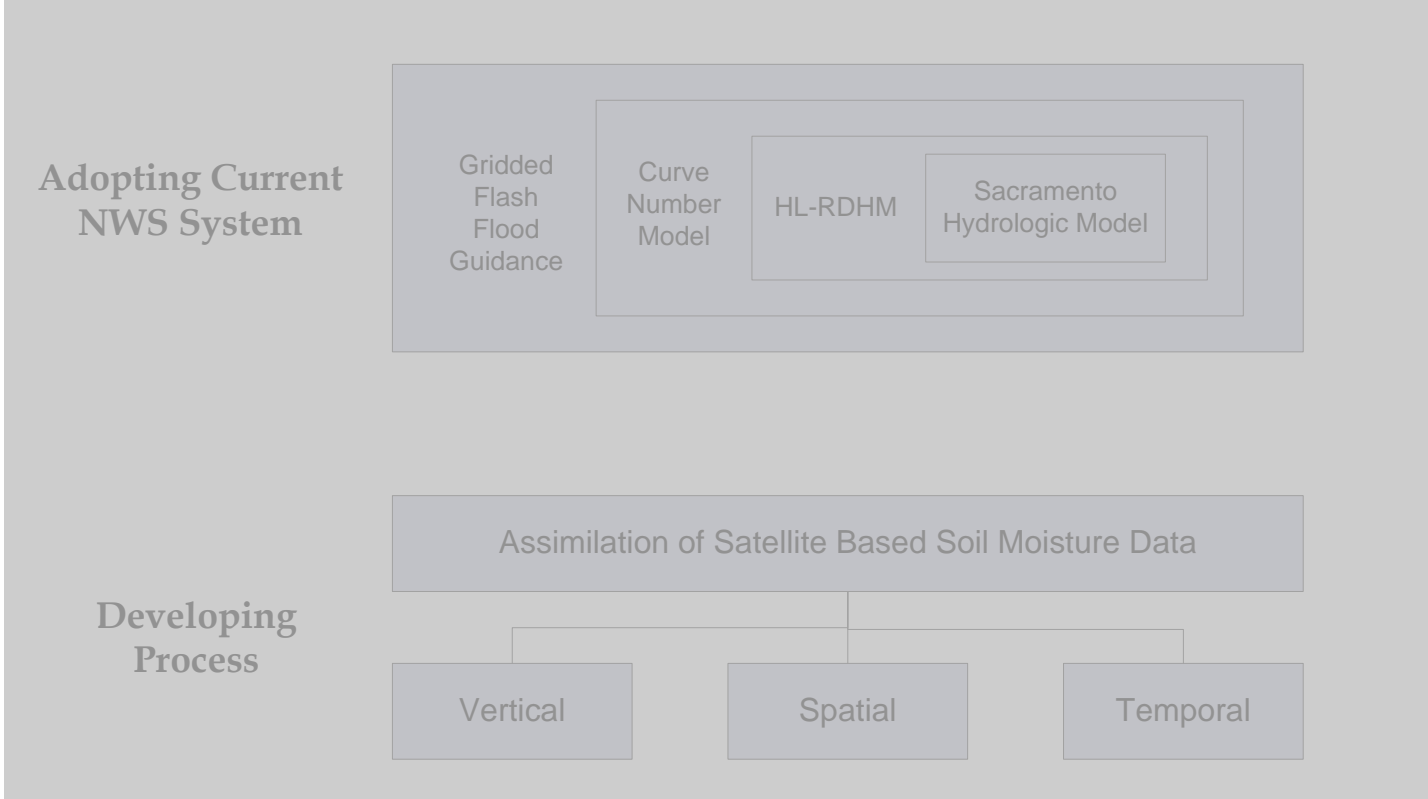 Adopting Current
NWS System
Gridded
Flash
Flood
Guidance
Curve
Number
Model
HL-RDHM
Sacramento
Hydrologic Model
Developing
Process
Assimilation of Satellite Based Soil Moisture Data
Vertical
Spatial
Temporal